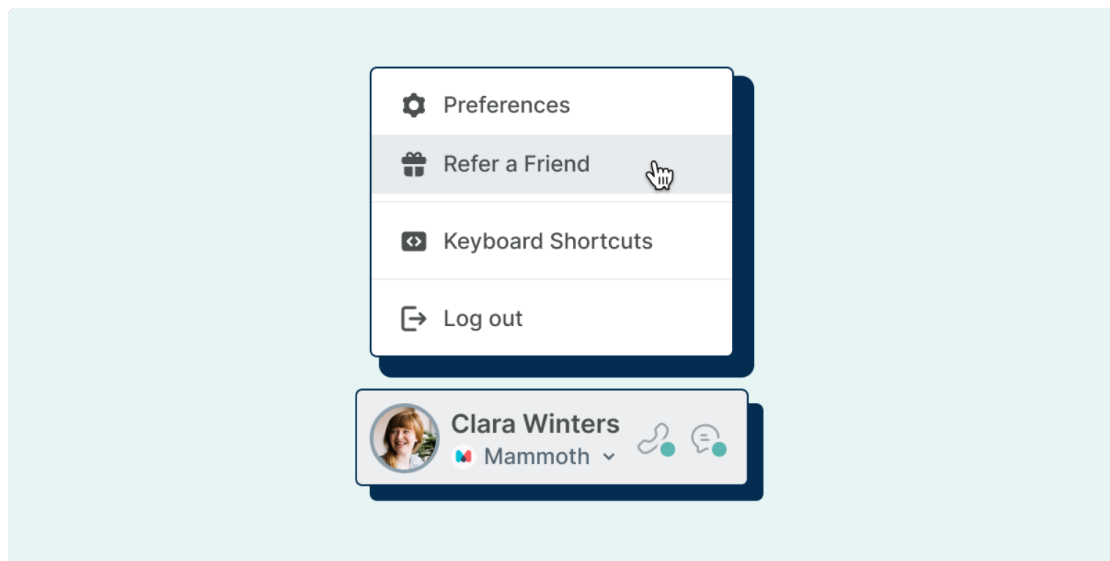 Preferences
Refer a Friend
Keyboard Shortcuts
Log out
Clara Winters
Mammoth